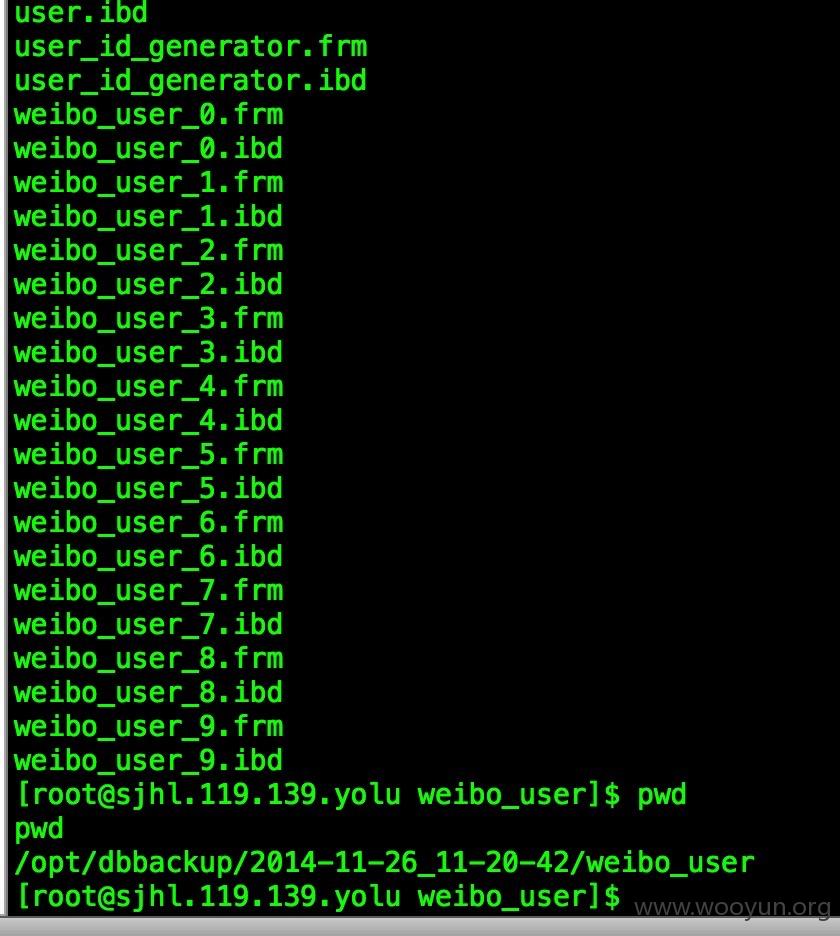 user.ibd
user_id_generator.frm
user_id_generator.ibd
weibo_user_0.frm
weibo_user_0.ibd
weibo_user_1.frm
weibo_user_1.ibd
weibo_user_2.frm
weibo_user_2.ibd
weibo_user_3.frm
weibo_user_3.ibd
weibo_user_4.frm
weibo_user_4.ibd
weibo_user_5.frm
weibo_user_5.ibd
weibo_user_6.frm
weibo_user_6.ibd
weibo_user_7.frm
weibo_user_7.ibd
weibo_user_8.frm
weibo_user_8.ibd
weibo_user_9.frm
weibo_user_9.ibd
[root@sjhl.119.139.yolu weibo_user]$ pwd
pwd
/opt/dbbackup/2014-11-26_11-20-42/weibo_user
[root@sjhl.119.139.yolu weibo_user]$
www.wooyun.org